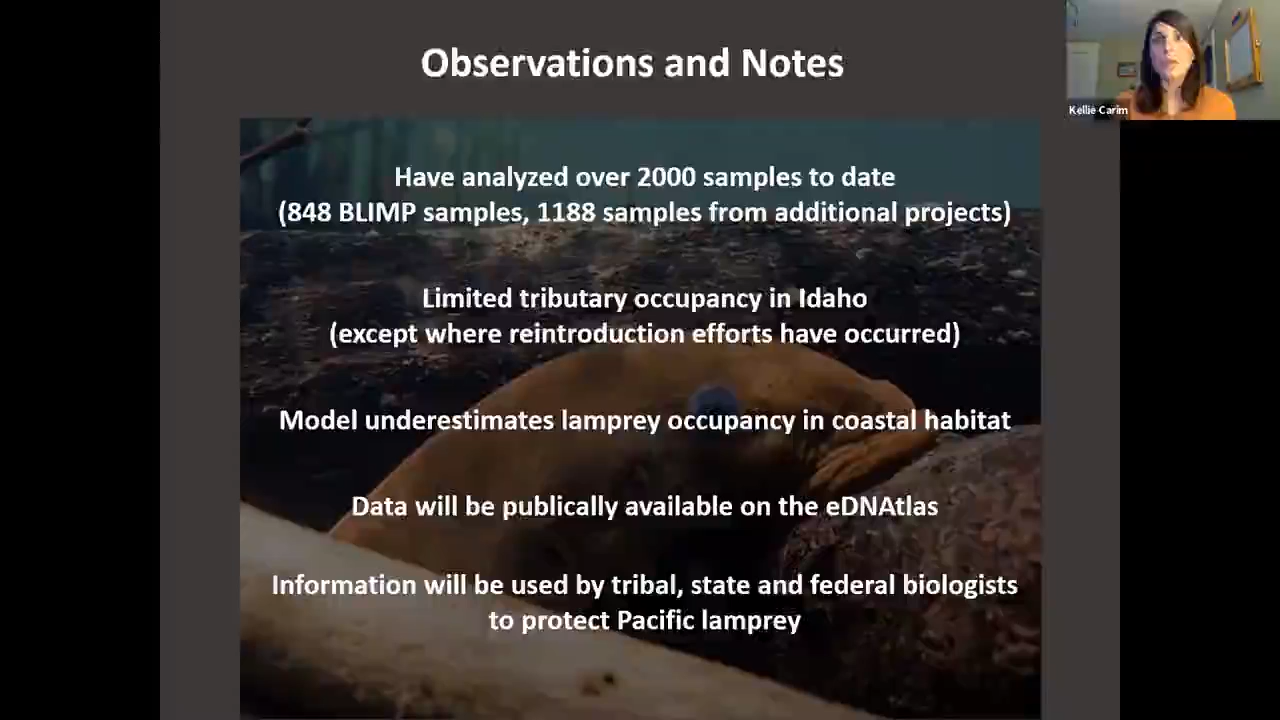 Observations and Notes
Kellie Carim
Have analyzed over 2000 samples to date
(848 BLIMP samples, 1188 samples from additional projects)
Limited tributary occupancy in Idaho
(except where reintroduction efforts have occurred)
Model underestimates lamprey occupancy in coastal habitat
Data will be publically available on the eDNAtlas
Information will be used by tribal, state and federal biologists
to protect Pacific lamprey